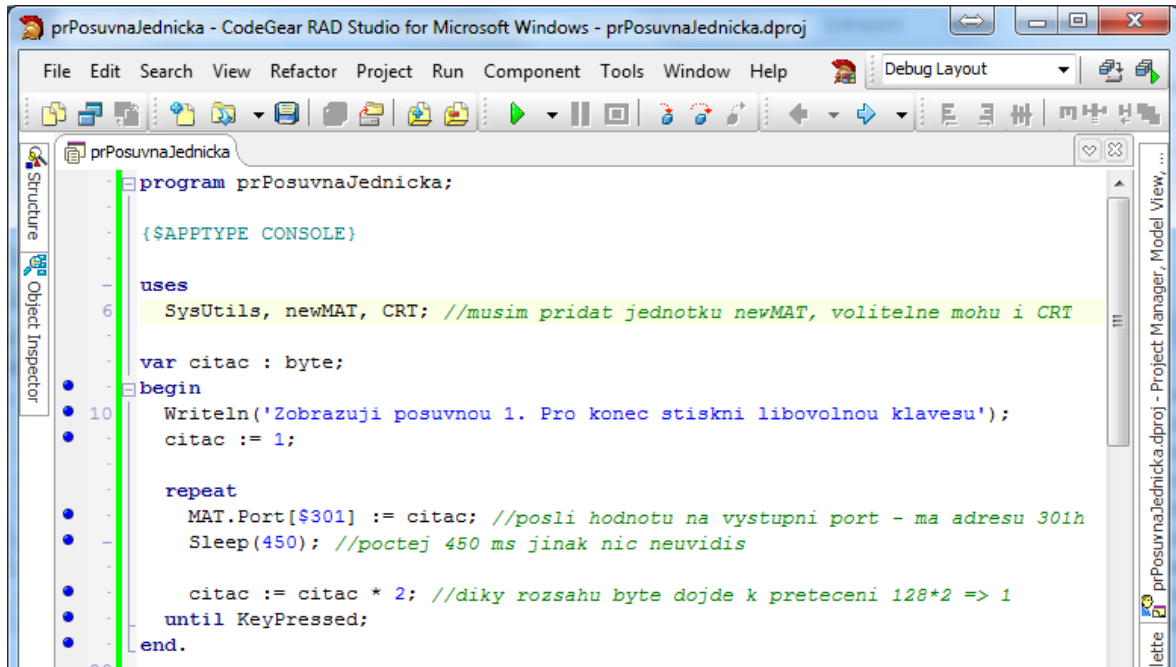 prPosuvnaJednicka - CodeGear RAD Studio for Microsoft Windows - prPosuvnaJednicka.dproj
File Edit Search View Refactor Project Run Component Tools Window Help Debug Layout
prPosuvnaJednicka
Structure
Object Inspector
program prPosuvnaJednicka;
{$APPTYPE CONSOLE}
uses
6 SysUtils, newMAT, CRT; //musim pridat jednotku newMAT, volitelne mohu i CRT
var citac : byte;
begin
10 Writeln('Zobrazuji posuvnou 1. Pro konec stiskni libovolnou klavesu');
citac := 1;
repeat
MAT.Port[$301] := citac; //posli hodnotu na vystupni port - ma adresu 301h
Sleep(450); //poctej 450 ms jinak nic neuvidis
citac := citac * 2; //diky rozsahu byte dojde k preteceni 128*2 => 1
until KeyPressed;
end.
prPosuvnaJednicka.dproj - Project Manager, Model View, ...